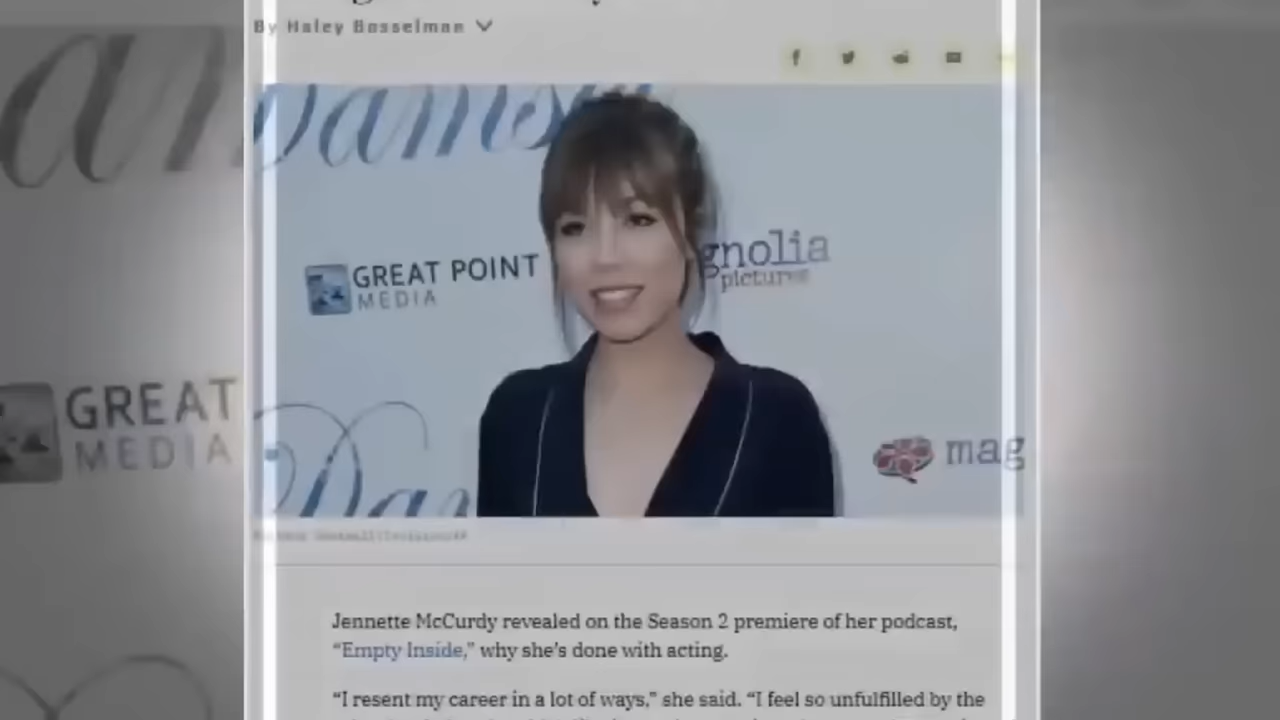 By Haley Bosselman
GREAT POINT
MEDIA
gnolia
pictures
GREAT
MEDIA
mag
Jennette McCurdy revealed on the Season 2 premiere of her podcast,
“Empty Inside,” why she’s done with acting.
“I resent my career in a lot of ways,” she said. “I feel so unfulfilled by the